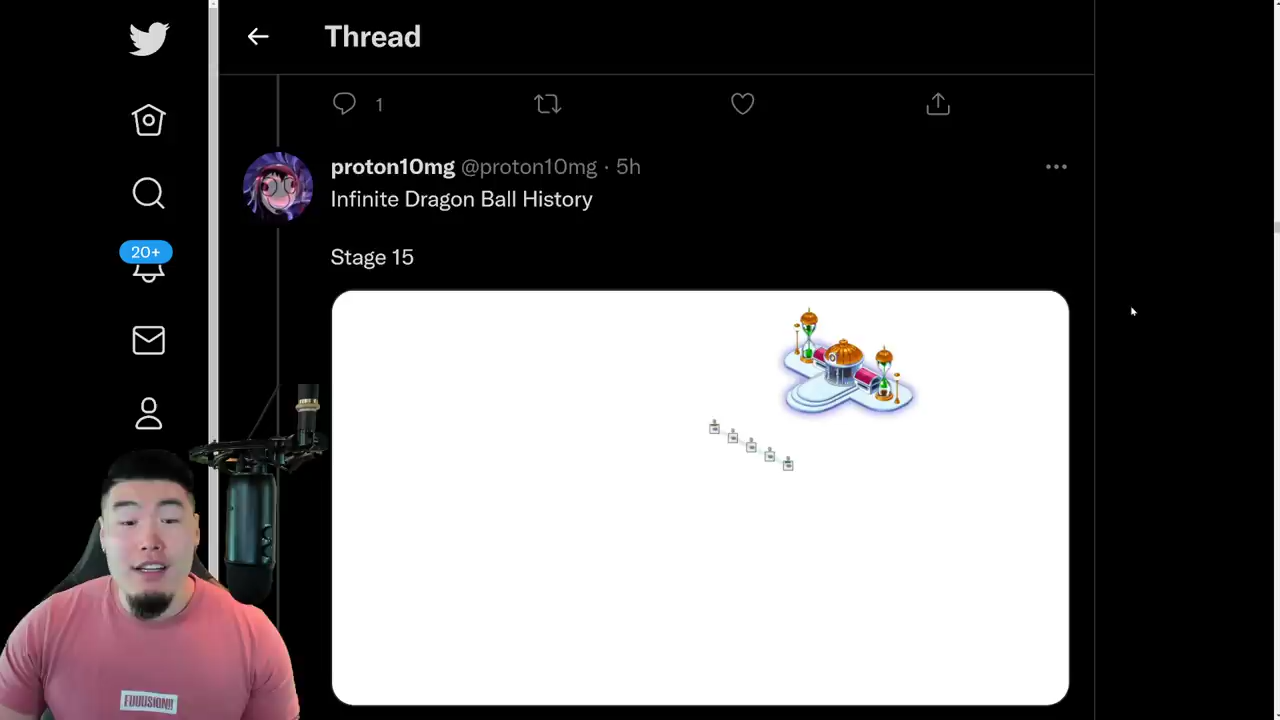 Thread
1
proton10mg @proton10mg · 5h
Infinite Dragon Ball History
20+
Stage 15
FUUUSION!!